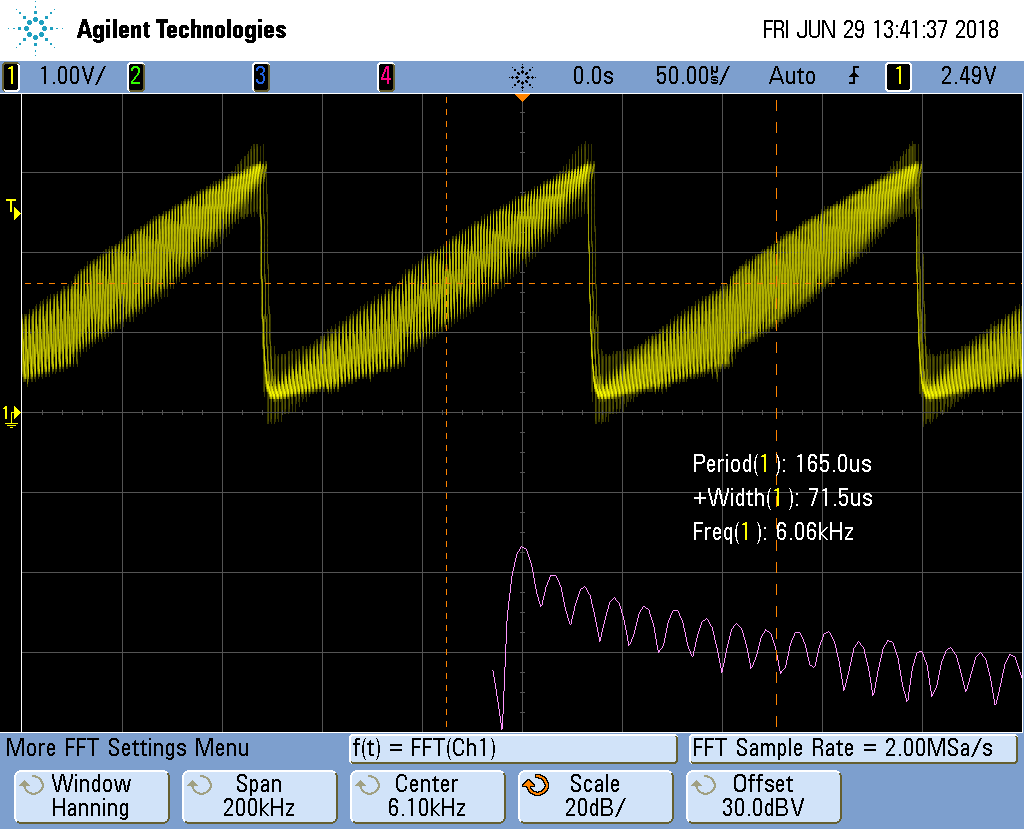 Agilent Technologies
FRI JUN 29 13:41:37 2018
1 1.00V/ 2 3 4 0.0s 50.00µs/ Auto 1 2.49V
T
1
Period(1): 165.0us
+Width(1): 71.5us
Freq(1): 6.06kHz
More FFT Settings Menu
f(t) = FFT(Ch1)
FFT Sample Rate = 2.00MSa/s
Window
Hanning
Span
200kHz
Center
6.10kHz
Scale
20dB/
Offset
30.0dBV